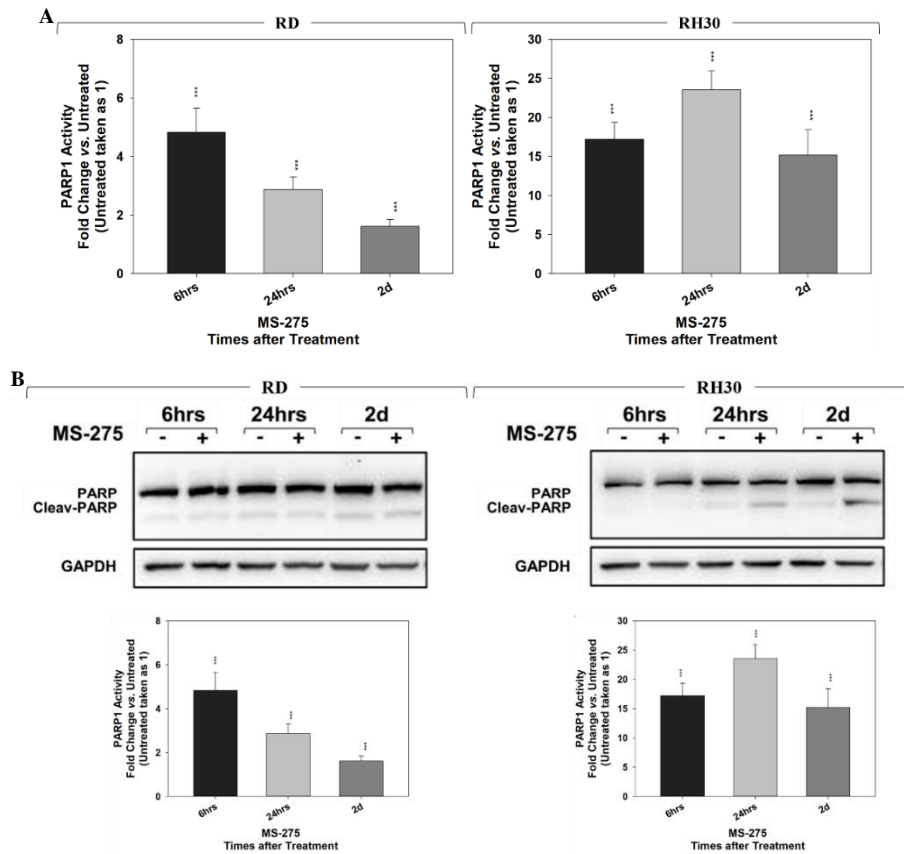 A
RD
RH30
PARP1 Activity
Fold Change vs. Untreated
(Untreated taken as 1)
8
6
4
2
0
***
***
***
6hrs
24hrs
2d
MS-275
Times after Treatment
PARP1 Activity
Fold Change vs. Untreated
(Untreated taken as 1)
30
25
20
15
10
5
0
***
***
***
6hrs
24hrs
2d
MS-275
Times after Treatment
B
RD
6hrs 24hrs 2d
MS-275 - + - + - +
PARP
Cleav-PARP
GAPDH
RH30
6hrs 24hrs 2d
MS-275 - + - + - +
PARP
Cleav-PARP
GAPDH
PARP1 Activity
Fold Change vs. Untreated
(Untreated taken as 1)
8
6
4
2
0
***
***
***
6hrs
24hrs
2d
MS-275
Times after Treatment
PARP1 Activity
Fold Change vs. Untreated
(Untreated taken as 1)
30
25
20
15
10
5
0
***
***
***
6hrs
24hrs
2d
MS-275
Times after Treatment